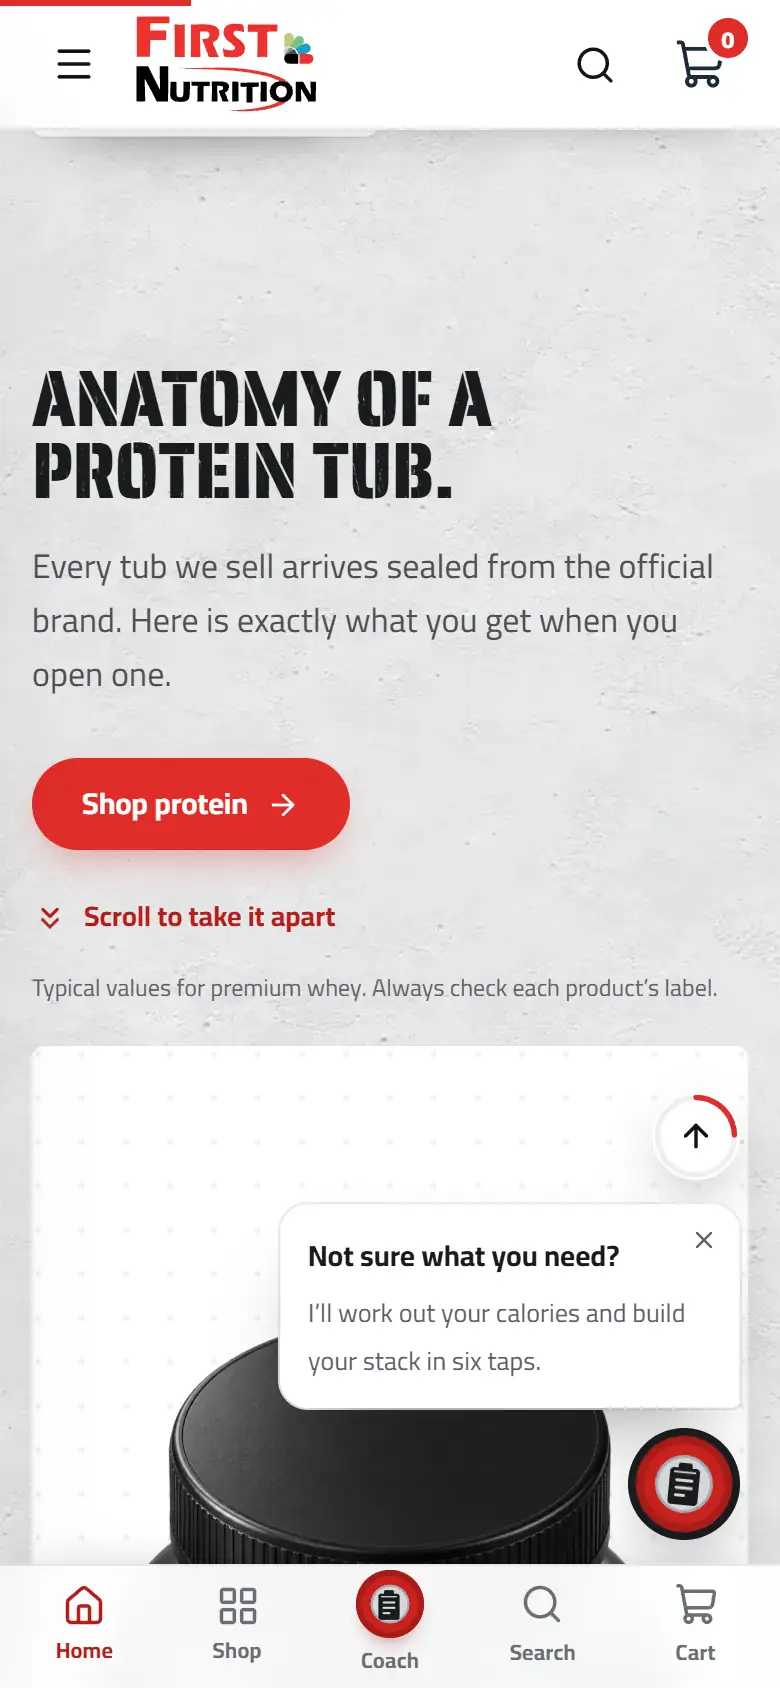 FIRST
NUTRITION
0
ANATOMY OF A
PROTEIN TUB.
Every tub we sell arrives sealed from the official
brand. Here is exactly what you get when you
open one.
Shop protein
Scroll to take it apart
Typical values for premium whey. Always check each product’s label.
Not sure what you need?
I’ll work out your calories and build
your stack in six taps.
Home
Shop
Coach
Search
Cart